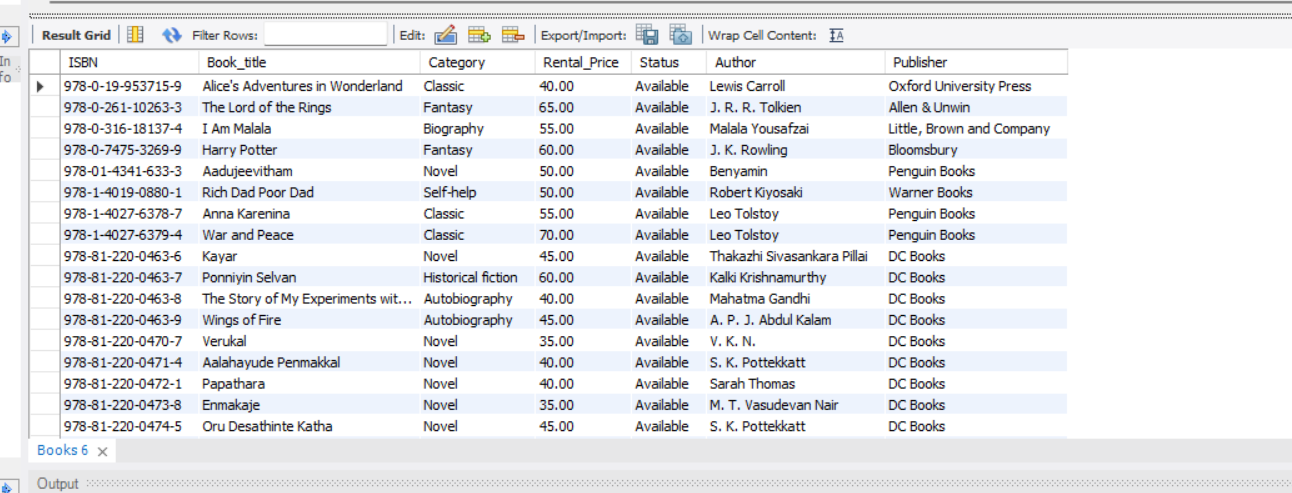 Result Grid Filter Rows: Edit: Export/Import: Wrap Cell Content: IA
In
fo
ISBN Book_title Category Rental_Price Status Author Publisher
978-0-19-953715-9 Alice's Adventures in Wonderland Classic 40.00 Available Lewis Carroll Oxford University Press
978-0-261-10263-3 The Lord of the Rings Fantasy 65.00 Available J. R. R. Tolkien Allen & Unwin
978-0-316-18137-4 I Am Malala Biography 55.00 Available Malala Yousafzai Little, Brown and Company
978-0-7475-3269-9 Harry Potter Fantasy 60.00 Available J. K. Rowling Bloomsbury
978-01-4341-633-3 Aadujeevitham Novel 50.00 Available Benyamin Penguin Books
978-1-4019-0880-1 Rich Dad Poor Dad Self-help 50.00 Available Robert Kiyosaki Warner Books
978-1-4027-6378-7 Anna Karenina Classic 55.00 Available Leo Tolstoy Penguin Books
978-1-4027-6379-4 War and Peace Classic 70.00 Available Leo Tolstoy Penguin Books
978-81-220-0463-6 Kayar Novel 45.00 Available Thakazhi Sivasankara Pillai DC Books
978-81-220-0463-7 Ponniyin Selvan Historical fiction 60.00 Available Kalki Krishnamurthy DC Books
978-81-220-0463-8 The Story of My Experiments wit... Autobiography 40.00 Available Mahatma Gandhi DC Books
978-81-220-0463-9 Wings of Fire Autobiography 45.00 Available A. P. J. Abdul Kalam DC Books
978-81-220-0470-7 Verukal Novel 35.00 Available V. K. N. DC Books
978-81-220-0471-4 Aalahayude Penmakkal Novel 40.00 Available S. K. Pottekkatt DC Books
978-81-220-0472-1 Papathara Novel 40.00 Available Sarah Thomas DC Books
978-81-220-0473-8 Enmakaje Novel 35.00 Available M. T. Vasudevan Nair DC Books
978-81-220-0474-5 Oru Desathinte Katha Novel 45.00 Available S. K. Pottekkatt DC Books
Books 6
Output